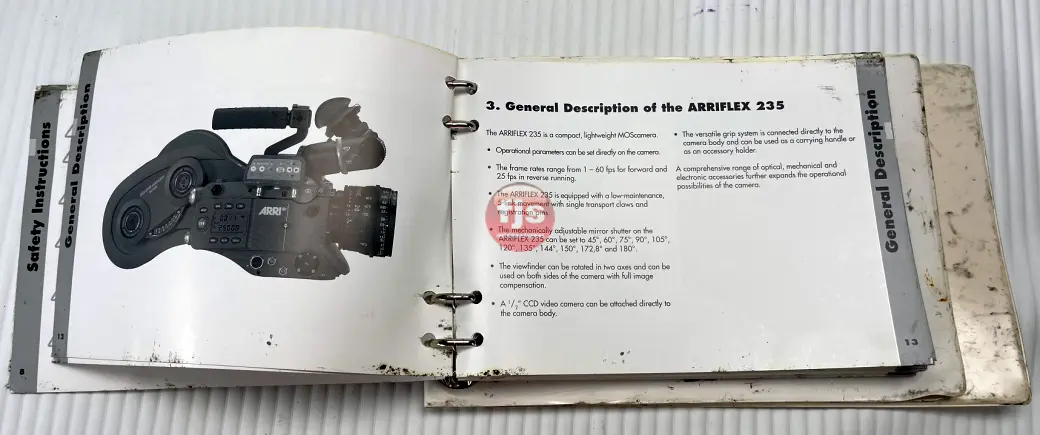 Safety Instructions
8
General Description
12
ARRI
3. General Description of the ARRIFLEX 235
The ARRIFLEX 235 is a compact, lightweight MOScamera.
• Operational parameters can be set directly on the camera.
• The frame rates range from 1 – 60 fps for forward and
25 fps in reverse running.
• The ARRIFLEX 235 is equipped with a low-maintenance,
movement with single transport claws and
registration pins.
• The mechanically adjustable mirror shutter on the
ARRIFLEX 235 can be set to 45°, 60°, 75°, 90°, 105°,
120°, 135°, 144°, 150°, 172,8° and 180°.
• The viewfinder can be rotated in two axes and can be
used on both sides of the camera with full image
compensation.
• A 1/2" CCD video camera can be attached directly to
the camera body.
• The versatile grip system is connected directly to the
camera body and can be used as a carrying handle or
as an accessory holder.
A comprehensive range of optical, mechanical and
electronic accessories further expands the operational
possibilities of the camera.
General Description
13